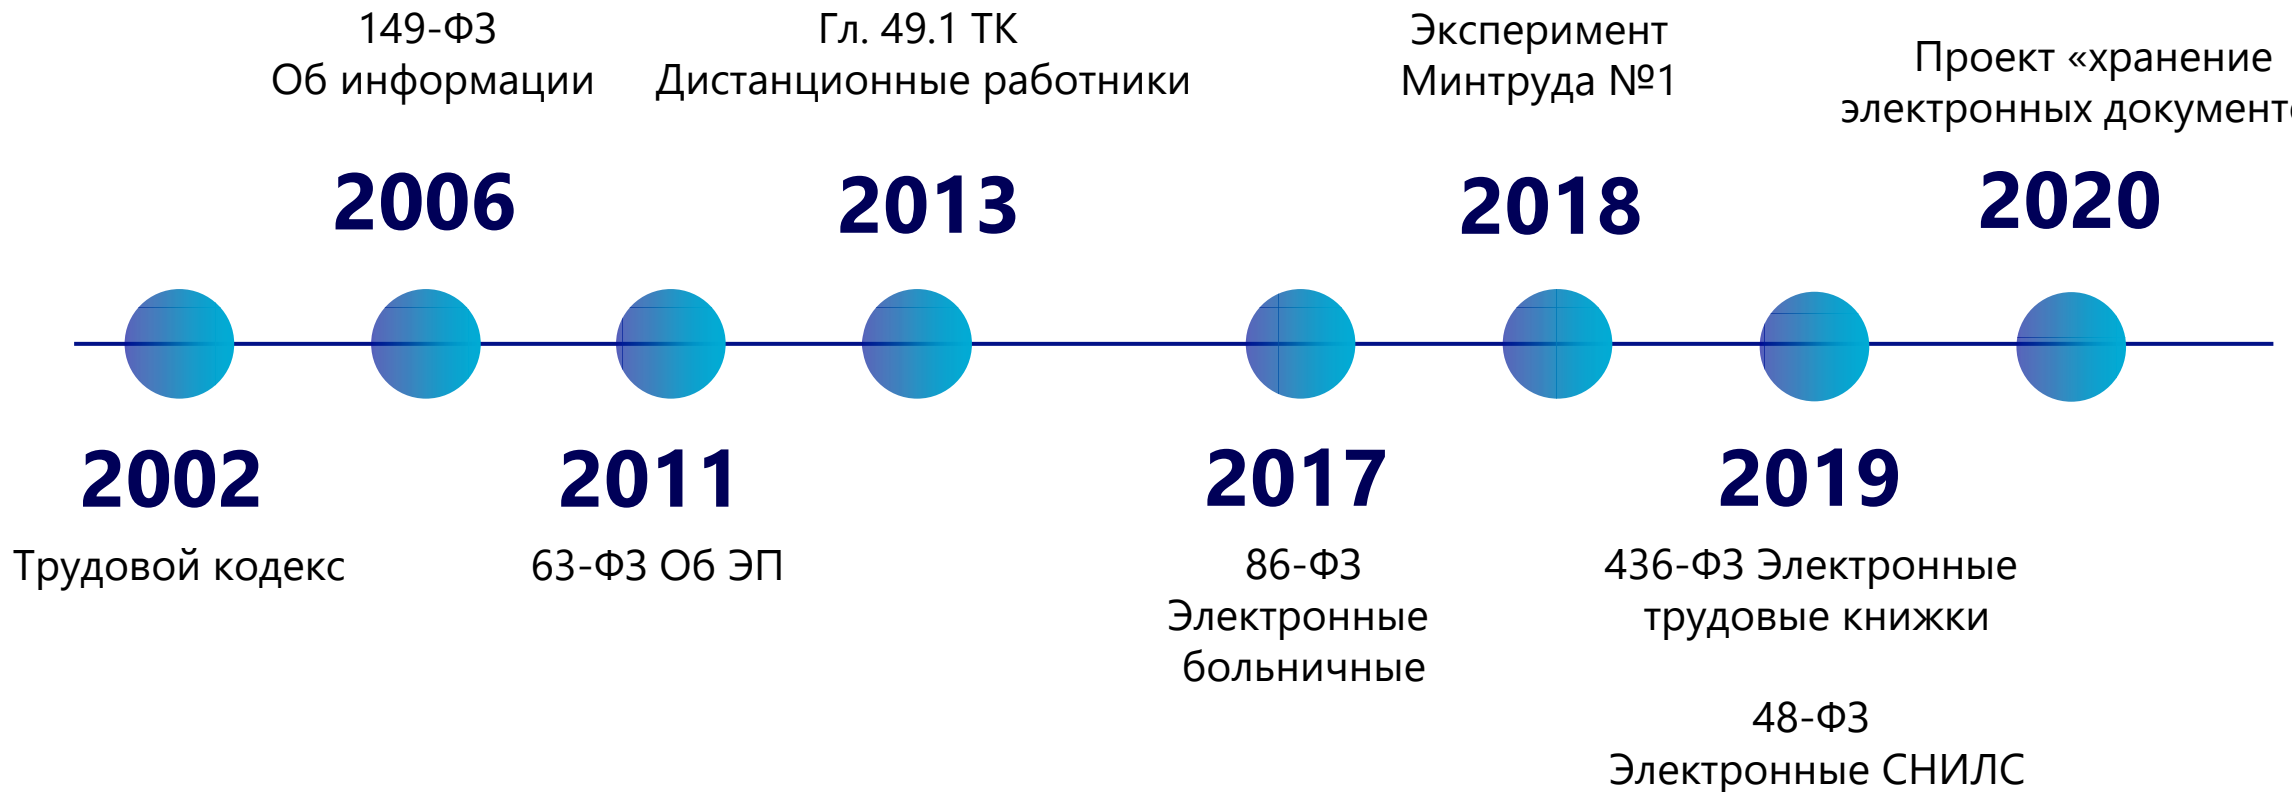 149-ФЗ
Об информации
2006
Гл. 49.1 ТК
Дистанционные работники
2013
Эксперимент
Минтруда №1
2018
Проект «хранение
электронных
2020
2002
Трудовой кодекс
2011
63-ФЗ Об ЭП
2017
86-ФЗ
Электронные
больничные
2019
436-ФЗ Электронные
трудовые книжки
48-ФЗ
Электронные СНИЛС